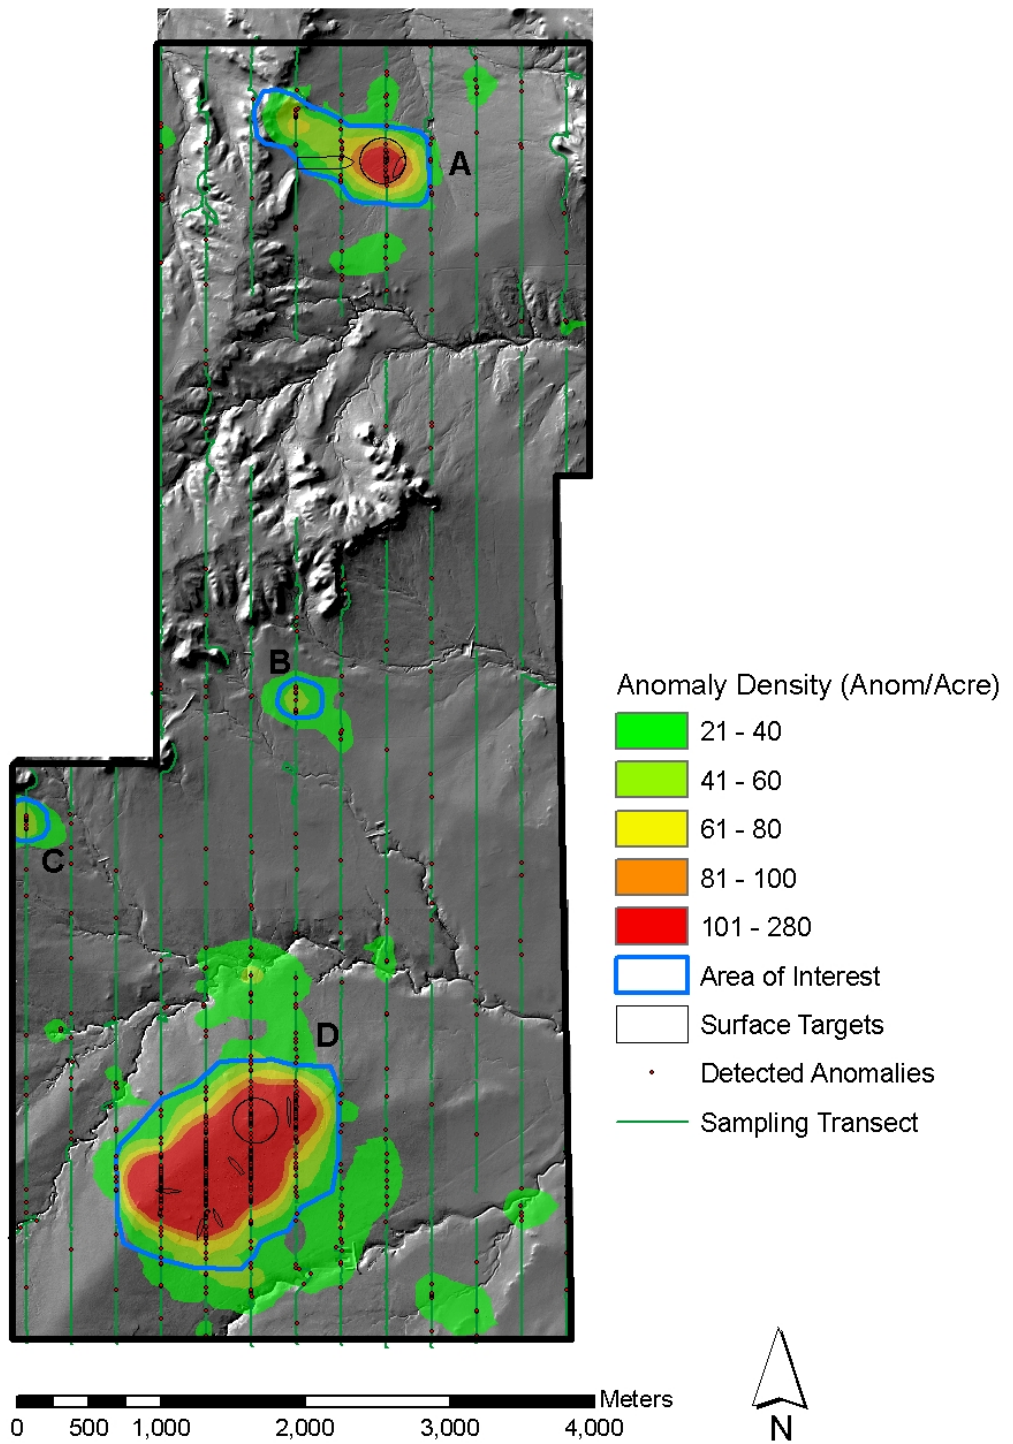 A
B
C
D
Anomaly Density (Anom/Acre)
21 - 40
41 - 60
61 - 80
81 - 100
101 - 280
Area of Interest
Surface Targets
Detected Anomalies
Sampling Transect
Meters
0 500 1,000 2,000 3,000 4,000
N